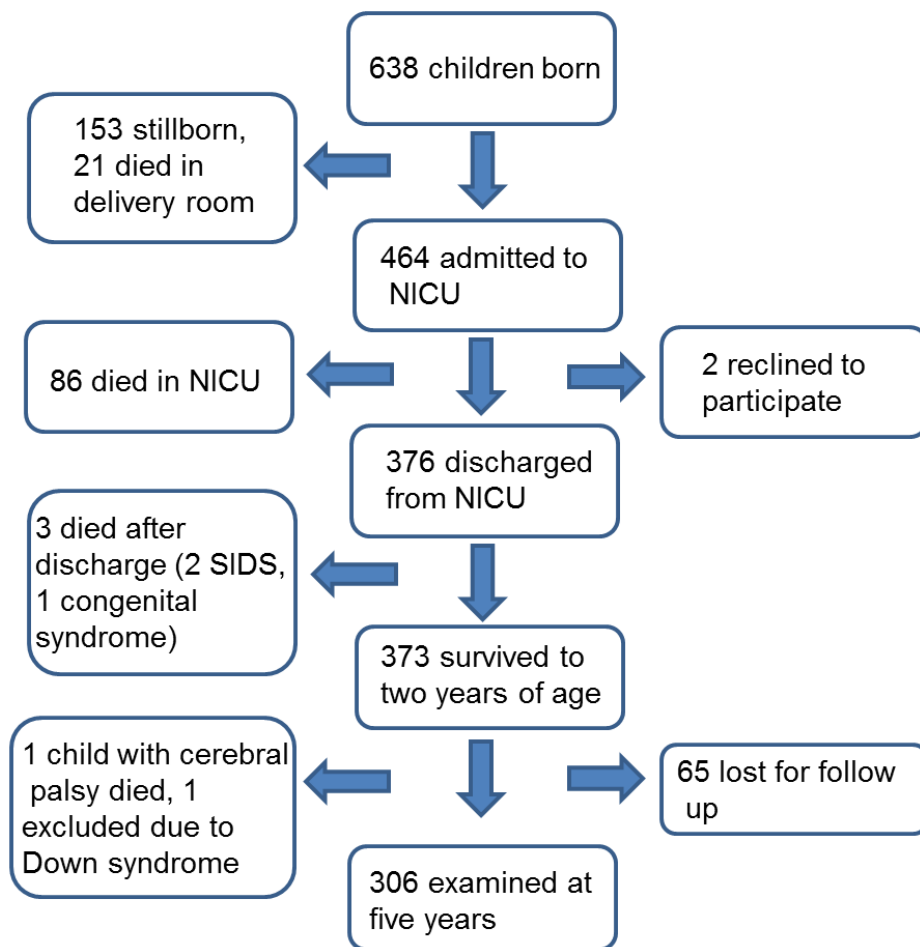 638 children born
153 stillborn,
21 died in
delivery room
464 admitted to
NICU
86 died in NICU
2 reclined to
participate
376 discharged
from NICU
3 died after
discharge (2 SIDS,
1 congenital
syndrome)
373 survived to
two years of age
1 child with cerebral
palsy died, 1
excluded due to
Down syndrome
65 lost for follow
up
306 examined at
five years